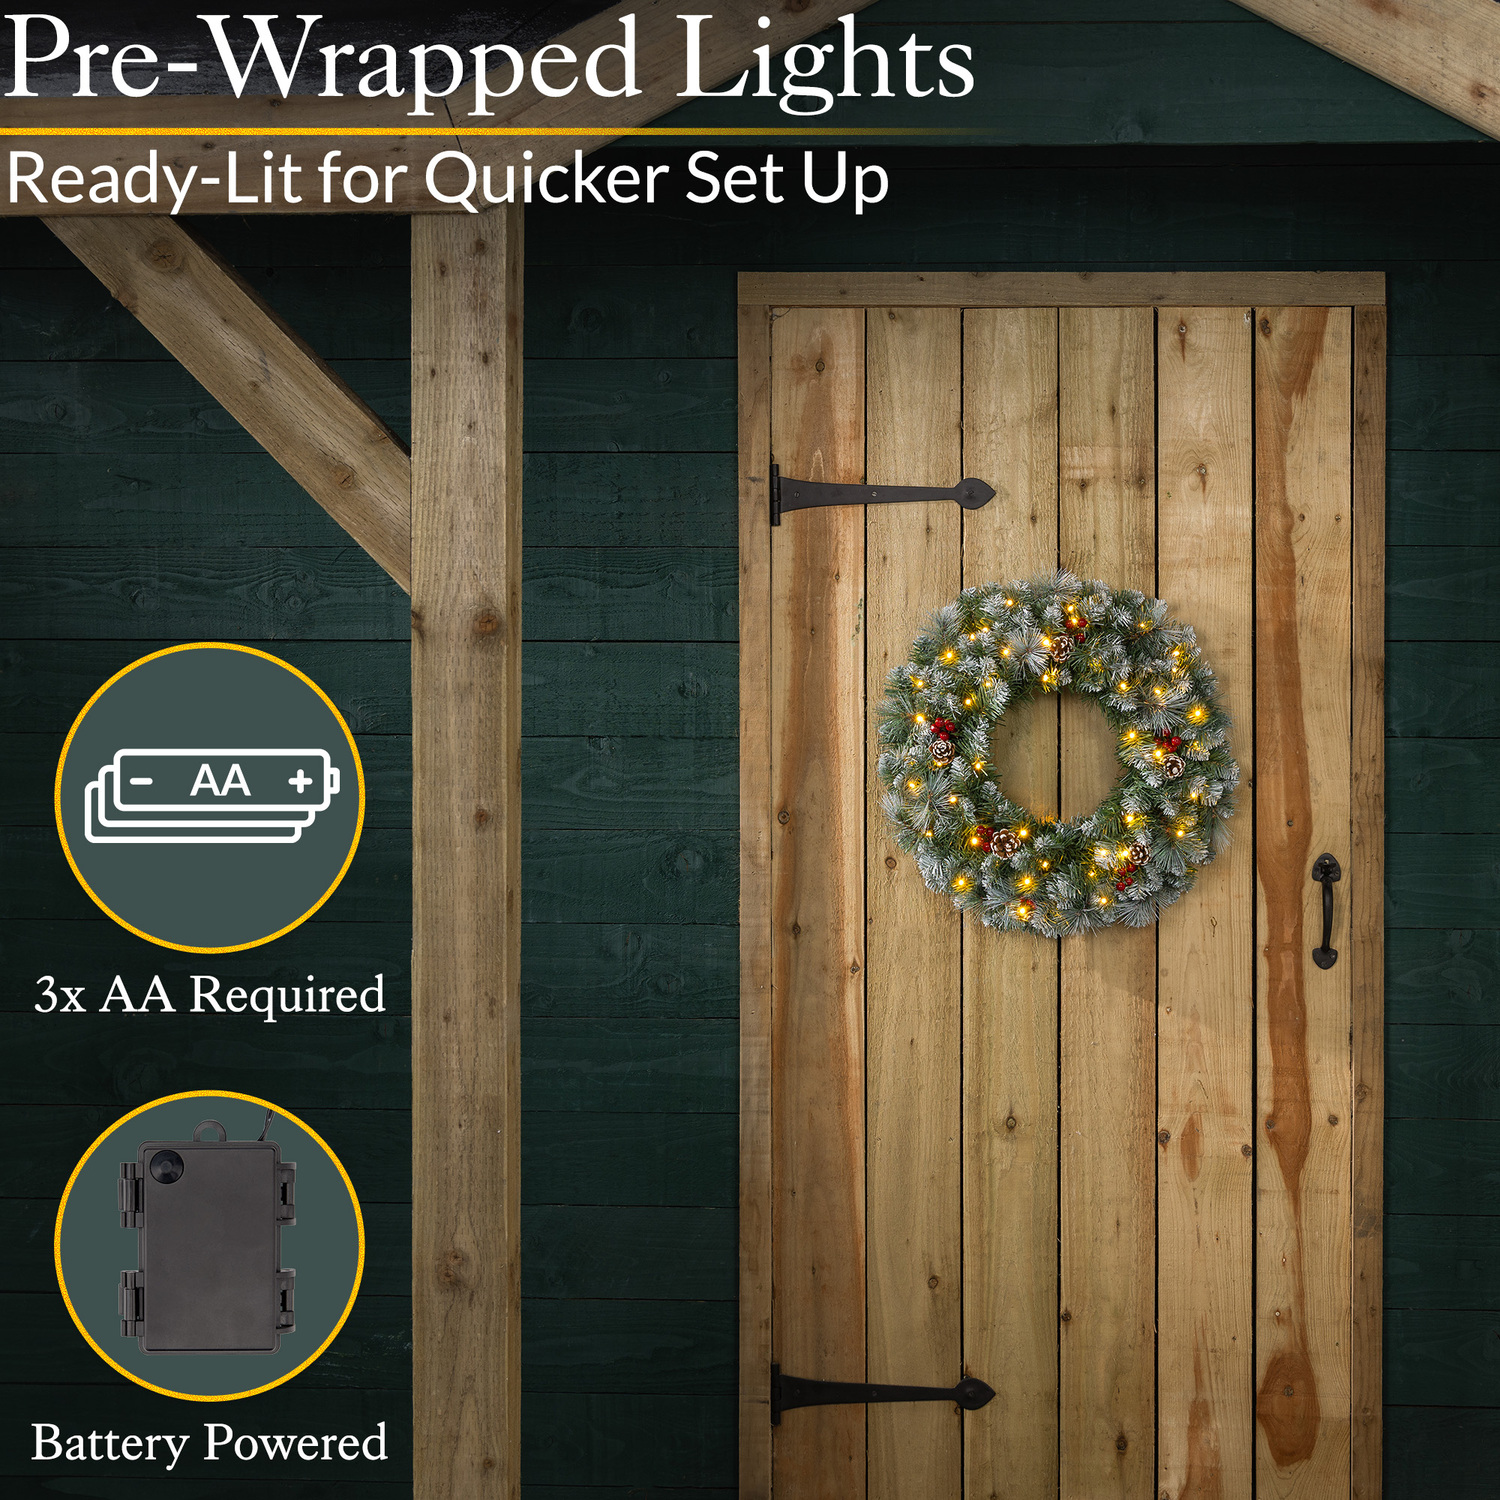 Pre-Wrapped Lights
Ready-Lit for Quicker Set Up
- AA +
3x AA Required
Battery Powered